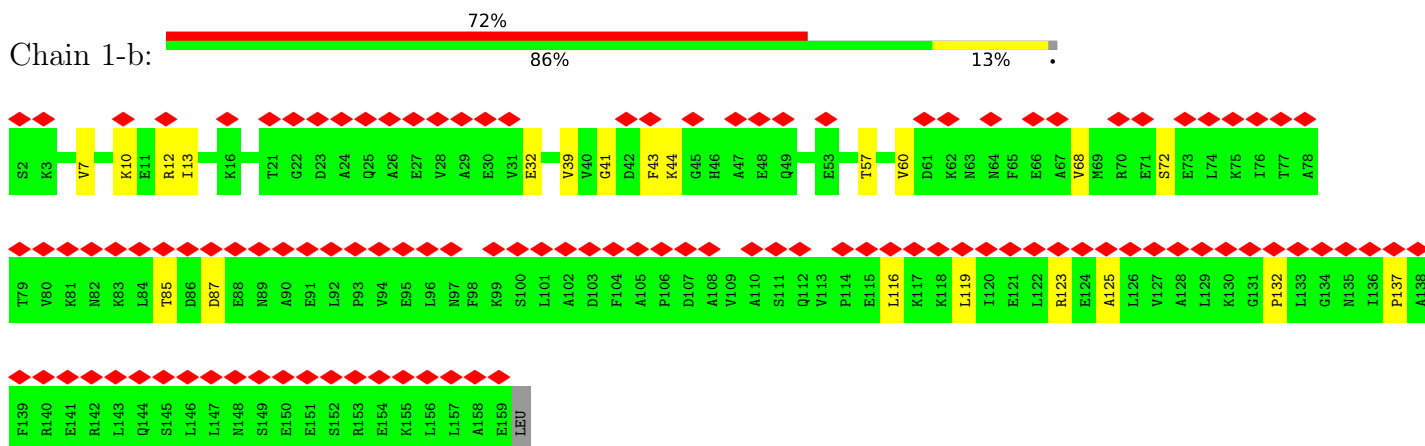 72%
Chain 1-b:
86% 13% •
S2 K3 V7 K10 E11 R12 I13 K16 T21 G22 D23 A24 Q25 A26 E27 V28 A29 E30 V31 E32 V39 V40 G41 D42 F43 K44 G45 H46 A47 E48 Q49 E53 T57 V60 D61 K62 N63 N64 F65 E66 A67 V68 M69 R70 E71 S72 E73 L74 K75 I76 T77 A78
T79 V80 K81 N82 K83 L84 T85 D86 D87 E88 N89 A90 E91 L92 P93 V94 E95 L96 N97 F98 K99 S100 L101 A102 D103 F104 A105 P106 D107 A108 V109 A110 S111 Q112 V113 P114 E115 L116 K117 K118 L119 I120 E121 L122 R123 E124 A125 L126 V127 A128 L129 K130 G131 P132 L133 G134 N135 I136 P137 A138
F139 R140 E141 R142 L143 Q144 S145 L146 L147 N148 S149 E150 E151 S152 R153 E154 K155 L156 L157 A158 E159 LEU